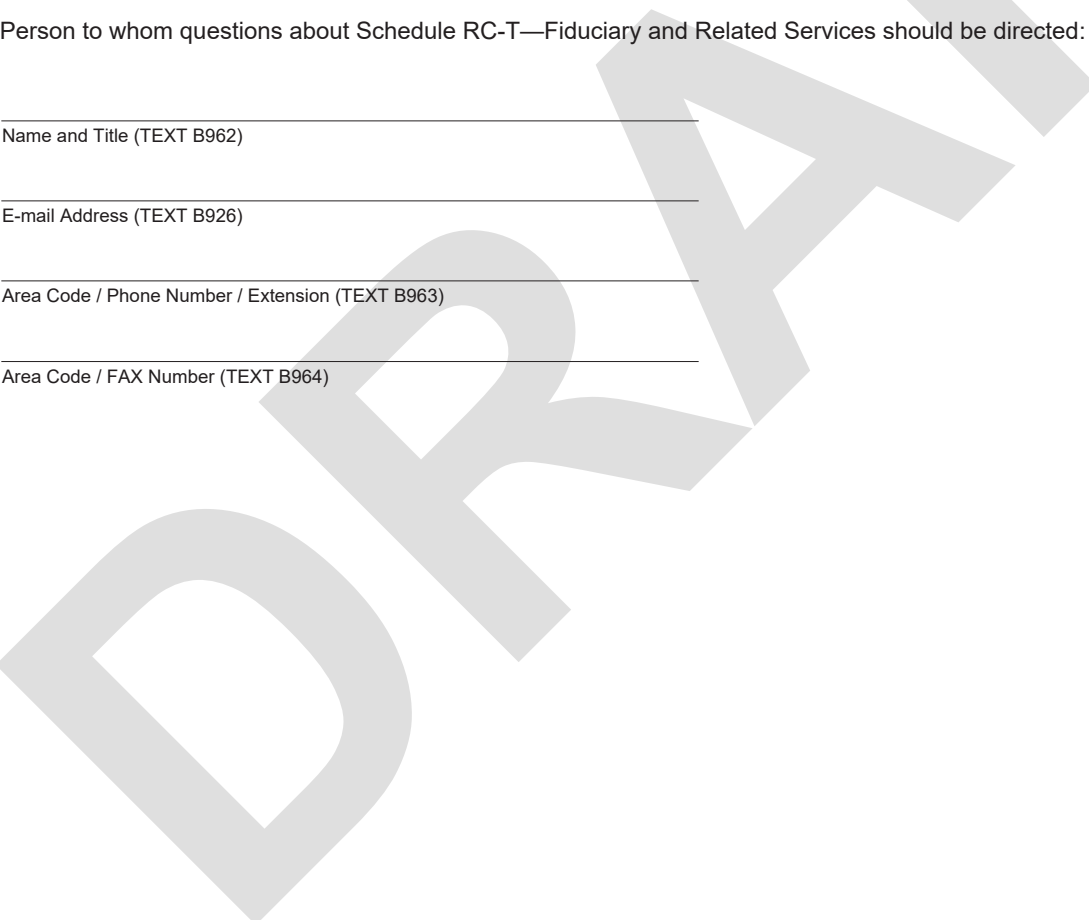 Person to whom questions about Schedule RC-T—Fiduciary and Related Services should be directed:
Name and Title (TEXT B962)
E-mail Address (TEXT B926)
Area Code / Phone Number / Extension (TEXT B963)
Area Code / FAX Number (TEXT B964)
DRA